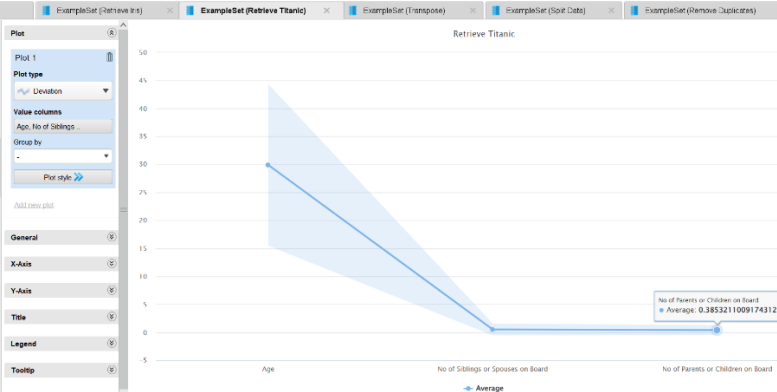 ExampleSet (Retrieve Iris)
ExampleSet (Retrieve Titanic)
ExampleSet (Transpose)
ExampleSet (Split Data)
ExampleSet (Remove Duplicates)
Plot
Plot 1
Plot type
Deviation
Value columns
Age, No of Siblings ..
Group by
-
Plot style
Add new plot
General
X-Axis
Y-Axis
Title
Legend
Tooltip
Retrieve Titanic
50
45
40
35
30
25
20
15
10
5
0
-5
No of Parents or Children on Board
Average: 0.3853211009174312
Age
No of Siblings or Spouses on Board
No of Parents or Children on Board
Average